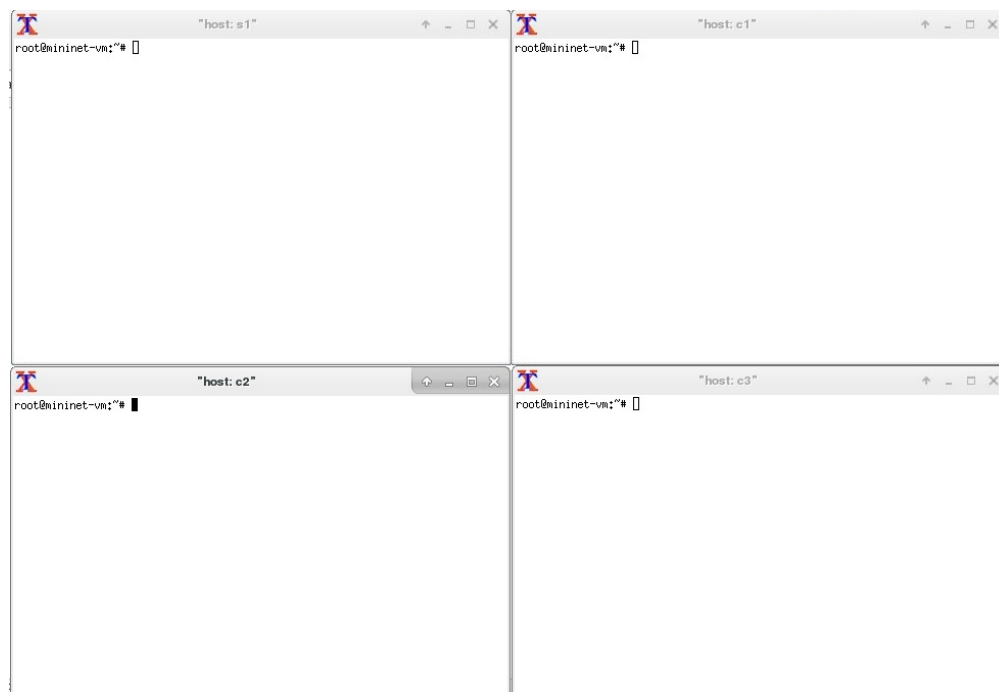 "host: s1"
root@mininet-vm:~#
"host: c1"
root@mininet-vm:~#
"host: c2"
root@mininet-vm:~#
"host: c3"
root@mininet-vm:~#